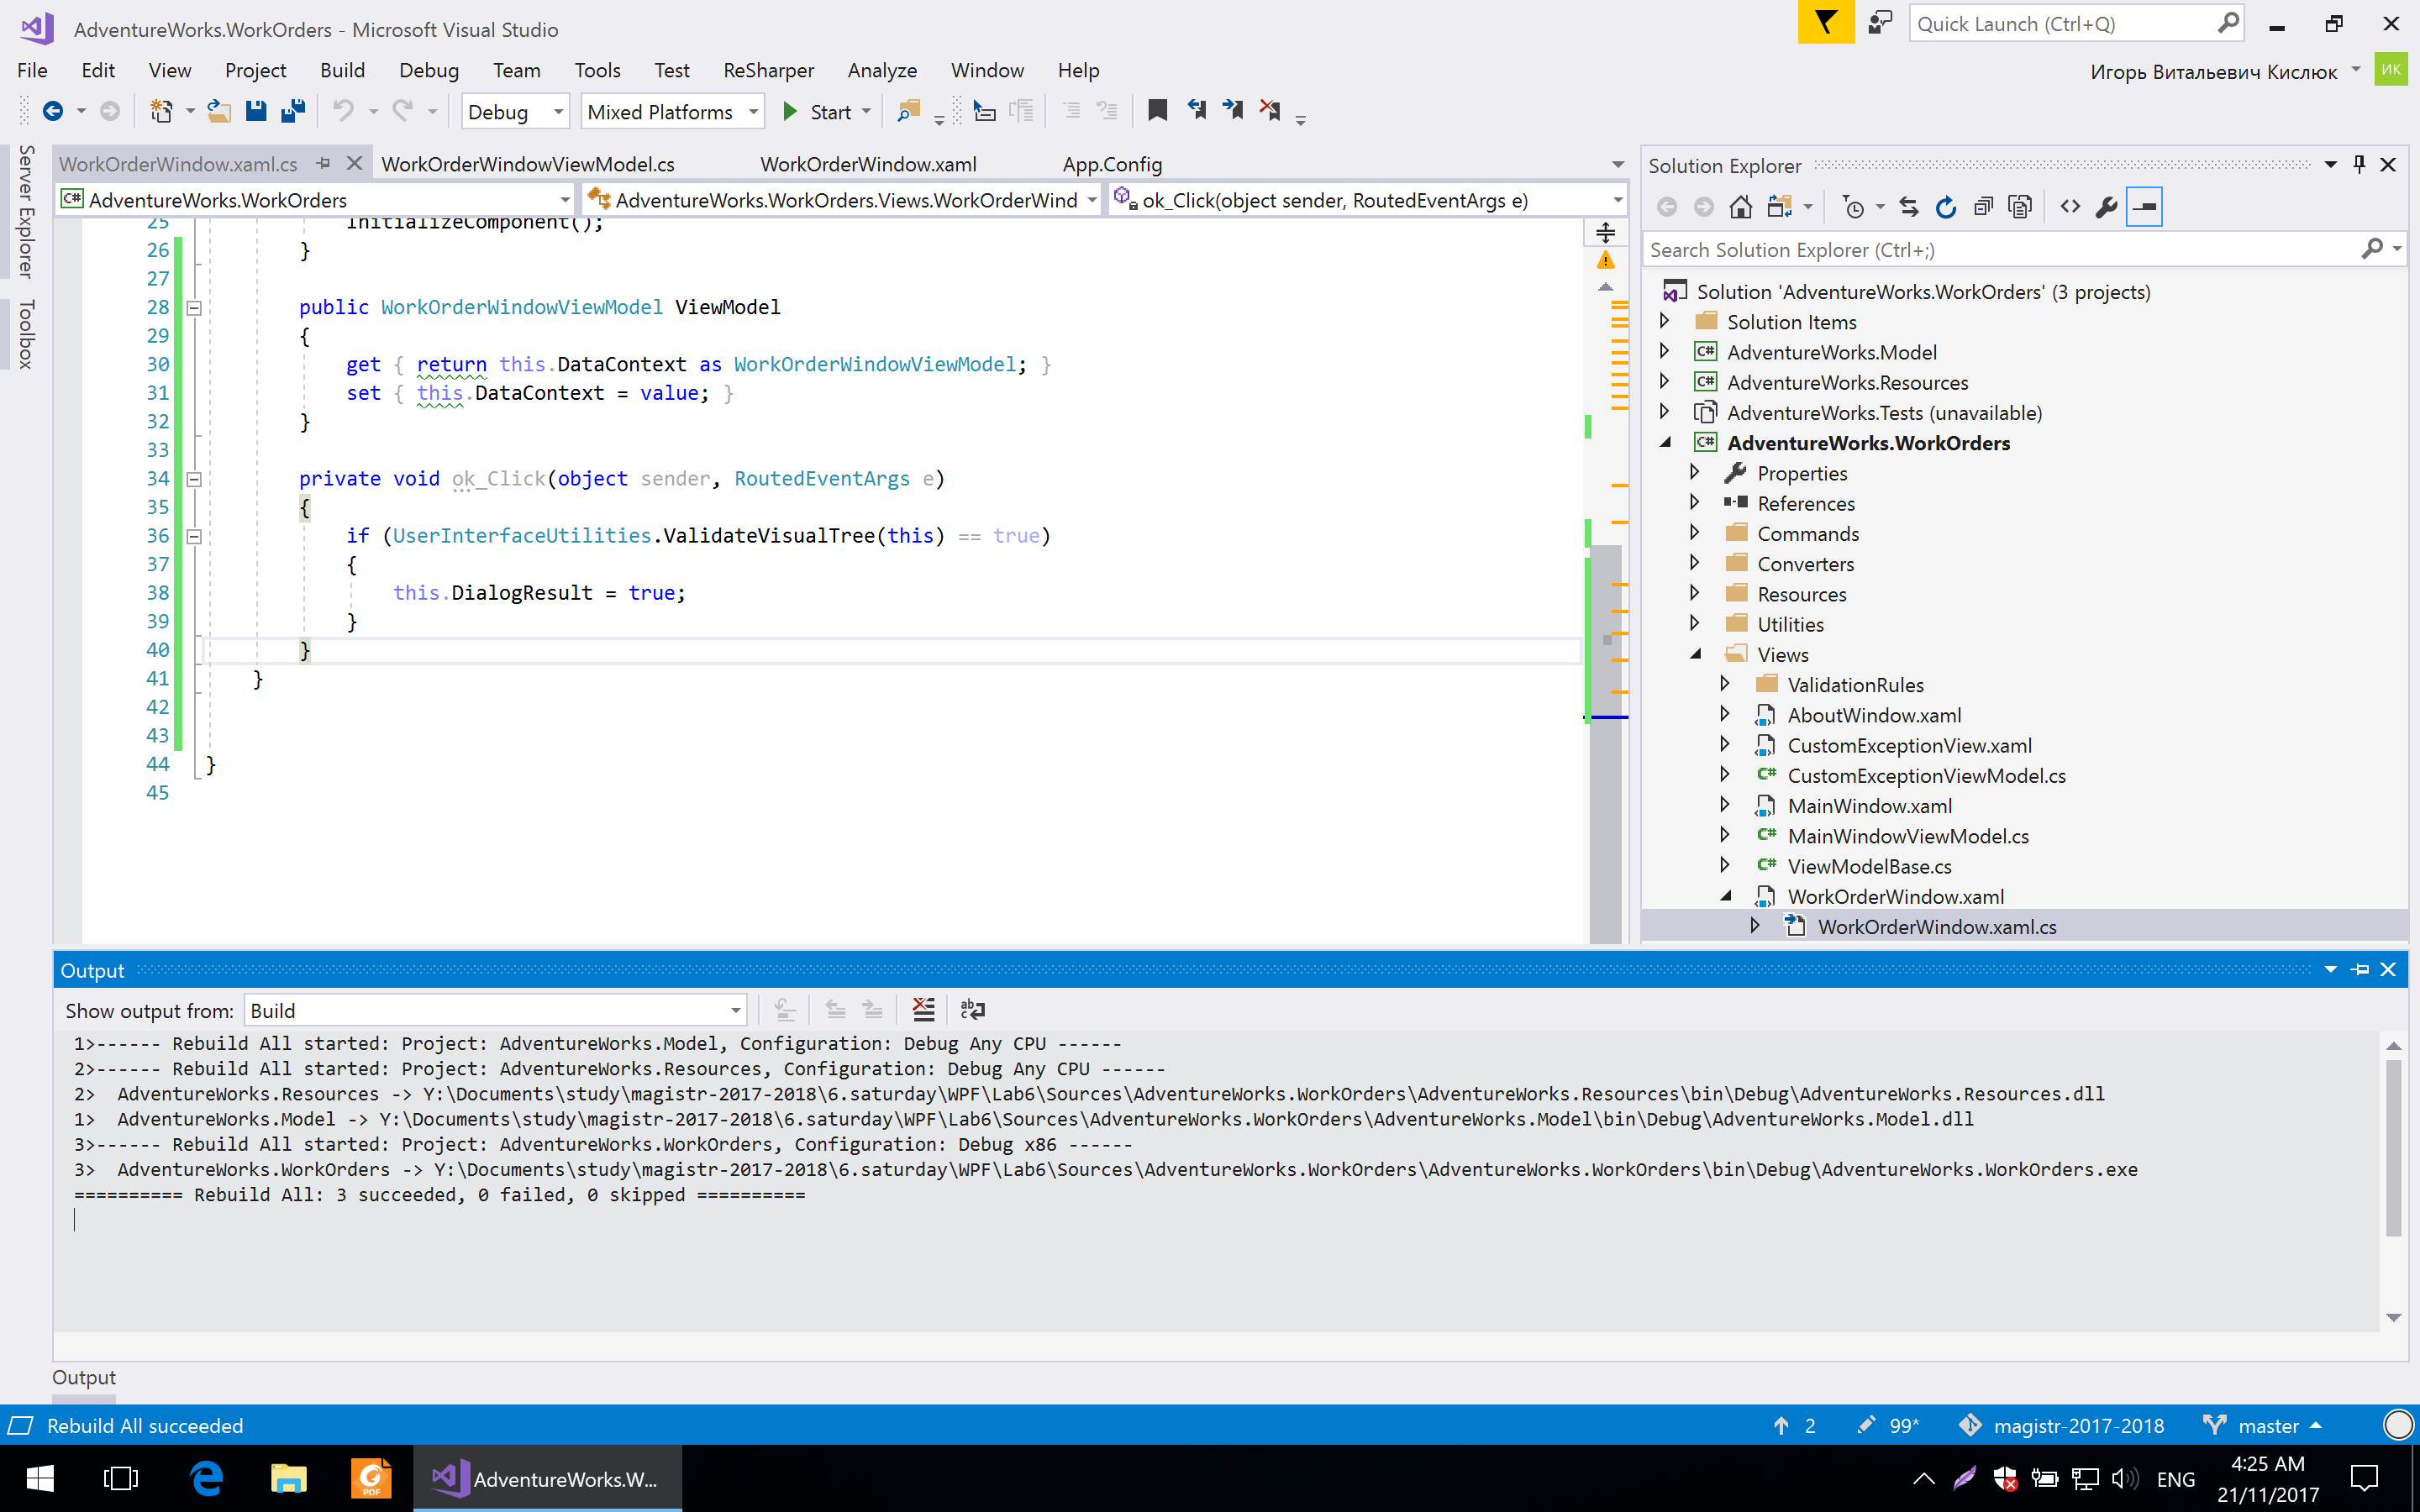 AdventureWorks.WorkOrders - Microsoft Visual Studio
Quick Launch (Ctrl+Q)
File Edit View Project Build Debug Team Tools Test ReSharper Analyze Window Help
Игорь Витальевич Кислюк
ИК
Debug Mixed Platforms Start
Server Explorer
Toolbox
WorkOrderWindow.xaml.cs WorkOrderWindowViewModel.cs WorkOrderWindow.xaml App.Config
AdventureWorks.WorkOrders AdventureWorks.WorkOrders.Views.WorkOrderWind ok_Click(object sender, RoutedEventArgs e)
25 InitializeComponent();
26 }
27
28 public WorkOrderWindowViewModel ViewModel
29 {
30 get { return this.DataContext as WorkOrderWindowViewModel; }
31 set { this.DataContext = value; }
32 }
33
34 private void ok_Click(object sender, RoutedEventArgs e)
35 {
36 if (UserInterfaceUtilities.ValidateVisualTree(this) == true)
37 {
38 this.DialogResult = true;
39 }
40 }
41 }
42
43
44 }
45
Solution Explorer
Search Solution Explorer (Ctrl+;)
Solution 'AdventureWorks.WorkOrders' (3 projects)
Solution Items
C# AdventureWorks.Model
C# AdventureWorks.Resources
AdventureWorks.Tests (unavailable)
C# AdventureWorks.WorkOrders
Properties
References
Commands
Converters
Resources
Utilities
Views
ValidationRules
AboutWindow.xaml
CustomExceptionView.xaml
C# CustomExceptionViewModel.cs
MainWindow.xaml
C# MainWindowViewModel.cs
C# ViewModelBase.cs
WorkOrderWindow.xaml
WorkOrderWindow.xaml.cs
Output
Show output from: Build
1>------ Rebuild All started: Project: AdventureWorks.Model, Configuration: Debug Any CPU ------
2>------ Rebuild All started: Project: AdventureWorks.Resources, Configuration: Debug Any CPU ------
2> AdventureWorks.Resources -> Y:\Documents\study\magistr-2017-2018\6.saturday\WPF\Lab6\Sources\AdventureWorks.WorkOrders\AdventureWorks.Resources\bin\Debug\AdventureWorks.Resources.dll
1> AdventureWorks.Model -> Y:\Documents\study\magistr-2017-2018\6.saturday\WPF\Lab6\Sources\AdventureWorks.WorkOrders\AdventureWorks.Model\bin\Debug\AdventureWorks.Model.dll
3>------ Rebuild All started: Project: AdventureWorks.WorkOrders, Configuration: Debug x86 ------
3> AdventureWorks.WorkOrders -> Y:\Documents\study\magistr-2017-2018\6.saturday\WPF\Lab6\Sources\AdventureWorks.WorkOrders\AdventureWorks.WorkOrders\bin\Debug\AdventureWorks.WorkOrders.exe
========== Rebuild All: 3 succeeded, 0 failed, 0 skipped ==========
Output
Rebuild All succeeded
2 99* magistr-2017-2018 master
PDF
AdventureWorks.W...
ENG
4:25 AM
21/11/2017